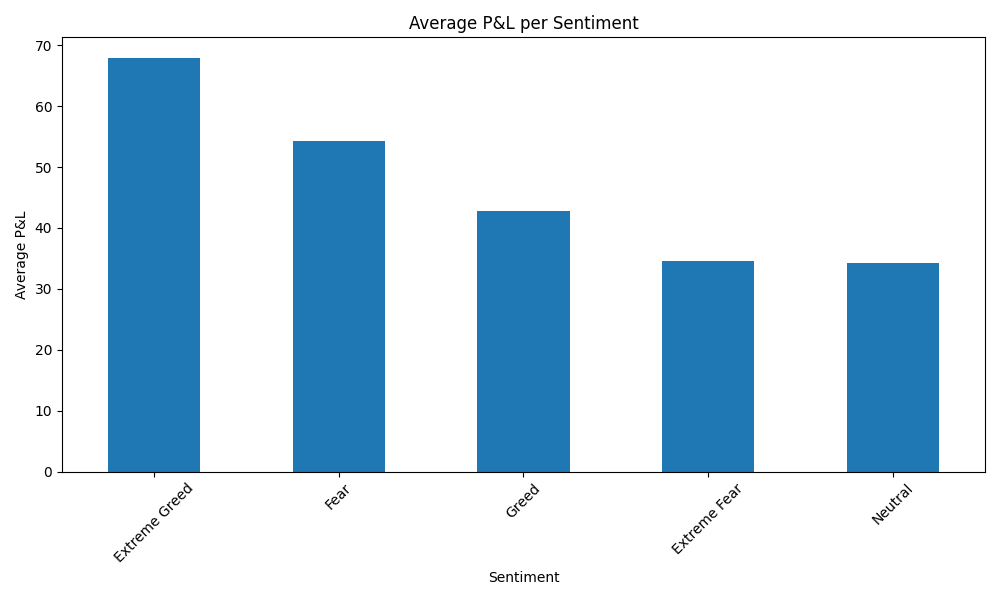 Average P&L per Sentiment
Average P&L
70
60
50
40
30
20
10
0
Extreme Greed
Fear
Greed
Extreme Fear
Neutral
Sentiment